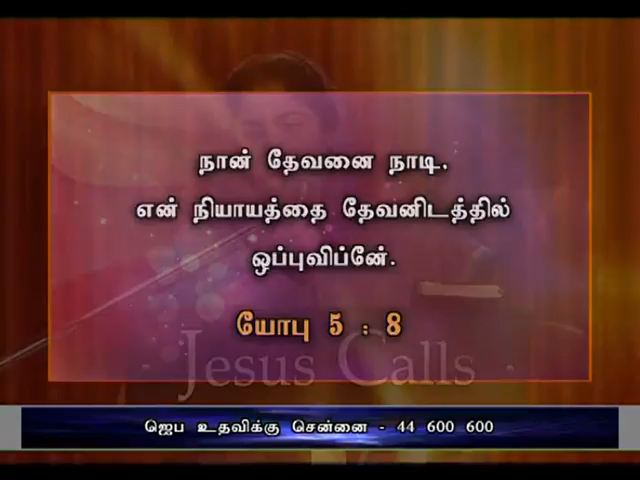 நான் தேவனை நாடி,
என் நியாயத்தை தேவனிடத்தில்
ஒப்புவிப்னே்.
யோபு 5 : 8
Jesus Calls
ஜெப உதவிக்கு சென்னை - 44 600 600